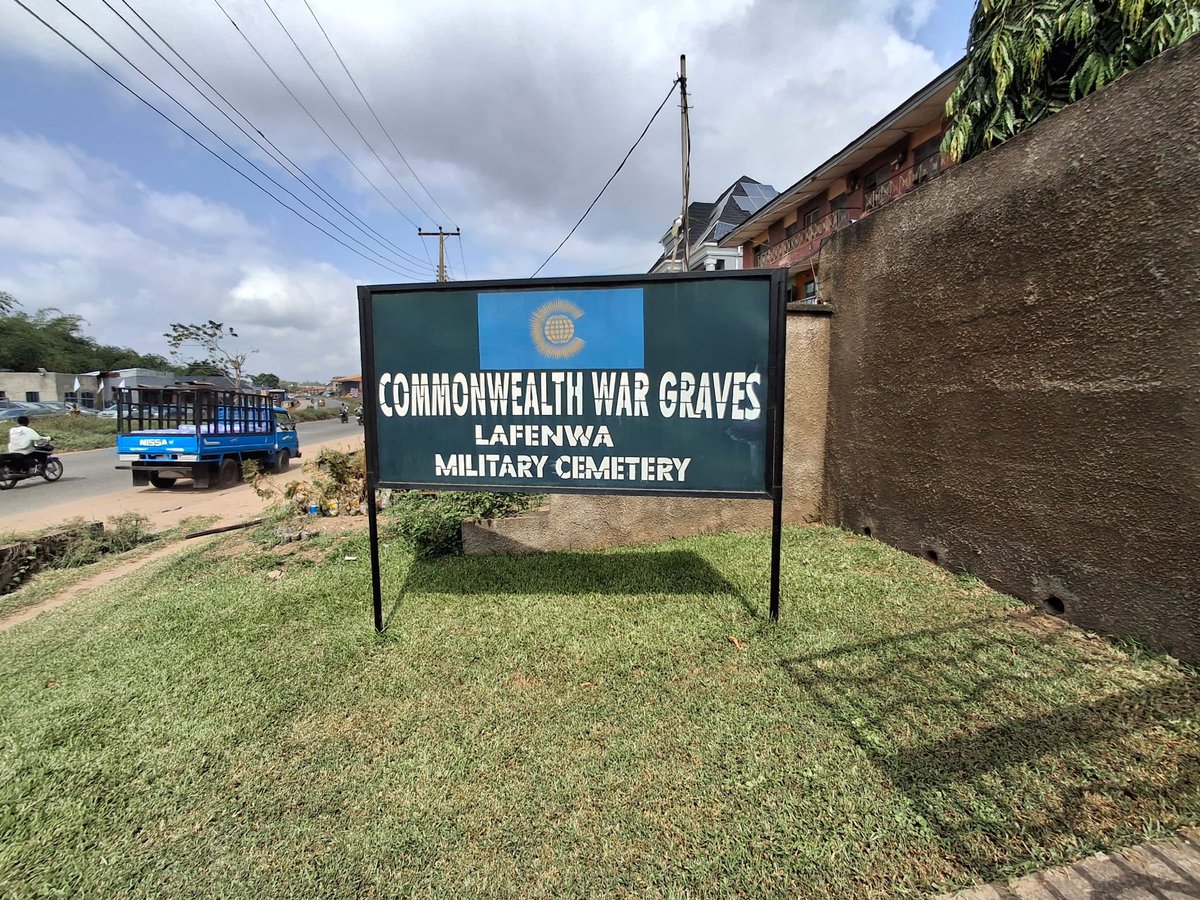 COMMONWEALTH WAR GRAVES
LAFENWA
MILITARY CEMETERY
NISSA